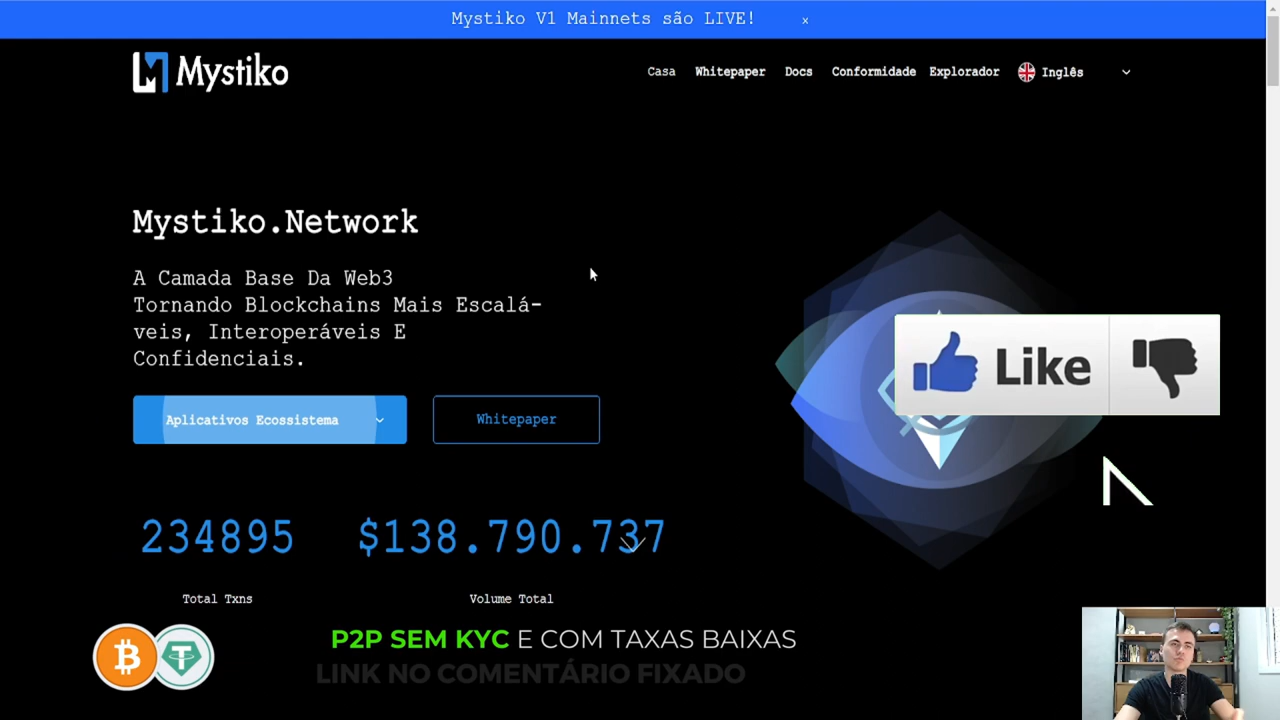 Mystiko V1 Mainnets são LIVE! x
Mystiko
Casa Whitepaper Docs Conformidade Explorador Inglês
Mystiko.Network
A Camada Base Da Web3
Tornando Blockchains Mais Escalá-
veis, Interoperáveis E
Confidenciais.
Aplicativos Ecossistema
Whitepaper
Like
234895
$138.790.737
Total Txns
Volume Total
P2P SEM KYC E COM TAXAS BAIXAS
LINK NO COMENTÁRIO FIXADO